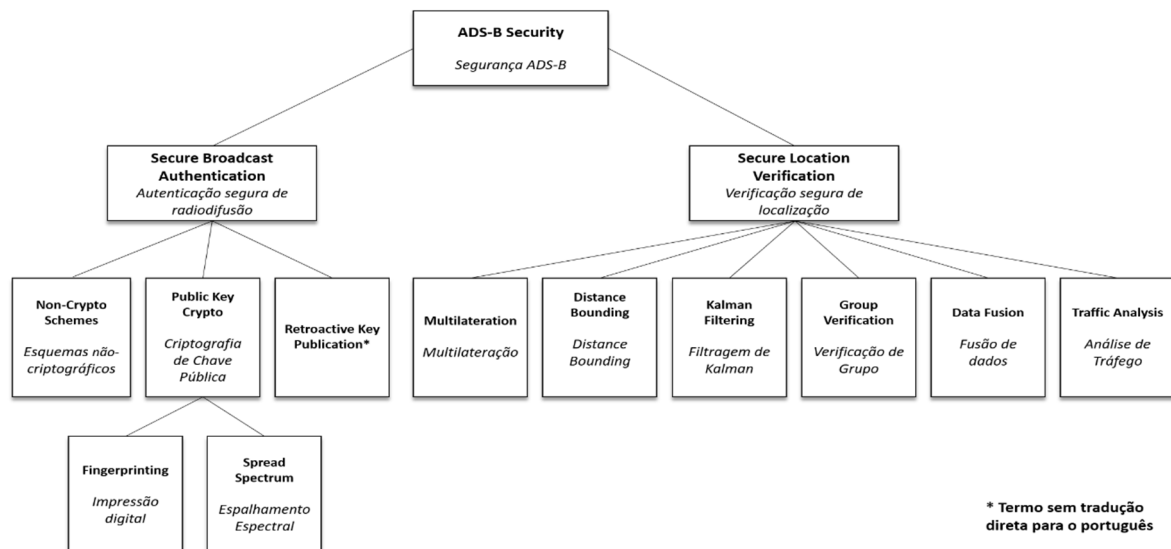 ADS-B Security
Segurança ADS-B
Secure Broadcast
Authentication
Autenticação segura de
radiodifusão
Secure Location
Verification
Verificação segura de
localização
Non-Crypto
Schemes
Esquemas não-
criptográficos
Public Key
Crypto
Criptografia
de Chave
Pública
Retroactive Key
Publication*
Multilateration
Multilateração
Distance
Bounding
Distance
Bounding
Kalman
Filtering
Filtragem de
Kalman
Group
Verification
Verificação de
Grupo
Data Fusion
Fusão de
dados
Traffic Analysis
Análise de
Tráfego
Fingerprinting
Impressão
digital
Spread
Spectrum
Espalhamento
Espectral
* Termo sem tradução
direta para o português